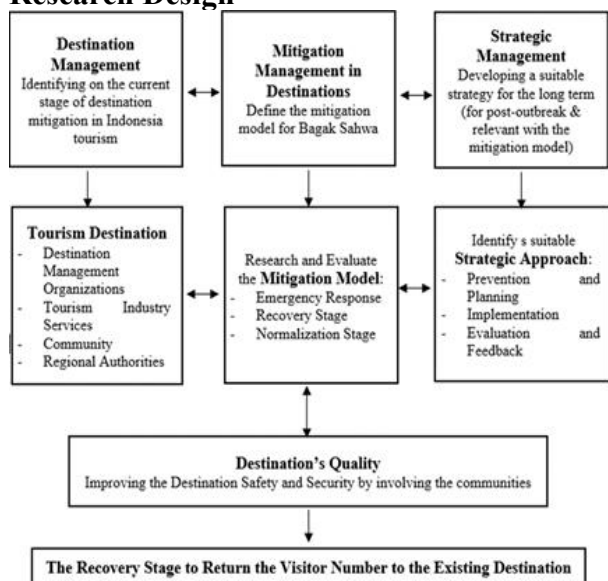 Research Design
Destination
Management
Identifying on the current
stage of destination
mitigation in Indonesia
tourism
Mitigation
Management in
Destinations
Define the mitigation
model for Bagak Sahwa
Strategic
Management
Developing a suitable
strategy for the long term
(for post-outbreak &
relevant with the
mitigation model)
Tourism Destination
- Destination
Management
Organizations
- Tourism Industry
Services
- Community
- Regional Authorities
Research and Evaluate
the Mitigation Model:
- Emergency Response
- Recovery Stage
- Normalization Stage
Identify s suitable
Strategic Approach:
- Prevention and
Planning
- Implementation
- Evaluation and
Feedback
Destination's Quality
Improving the Destination Safety and Security by involving the communities
The Recovery Stage to Return the Visitor Number to the Existing Destination